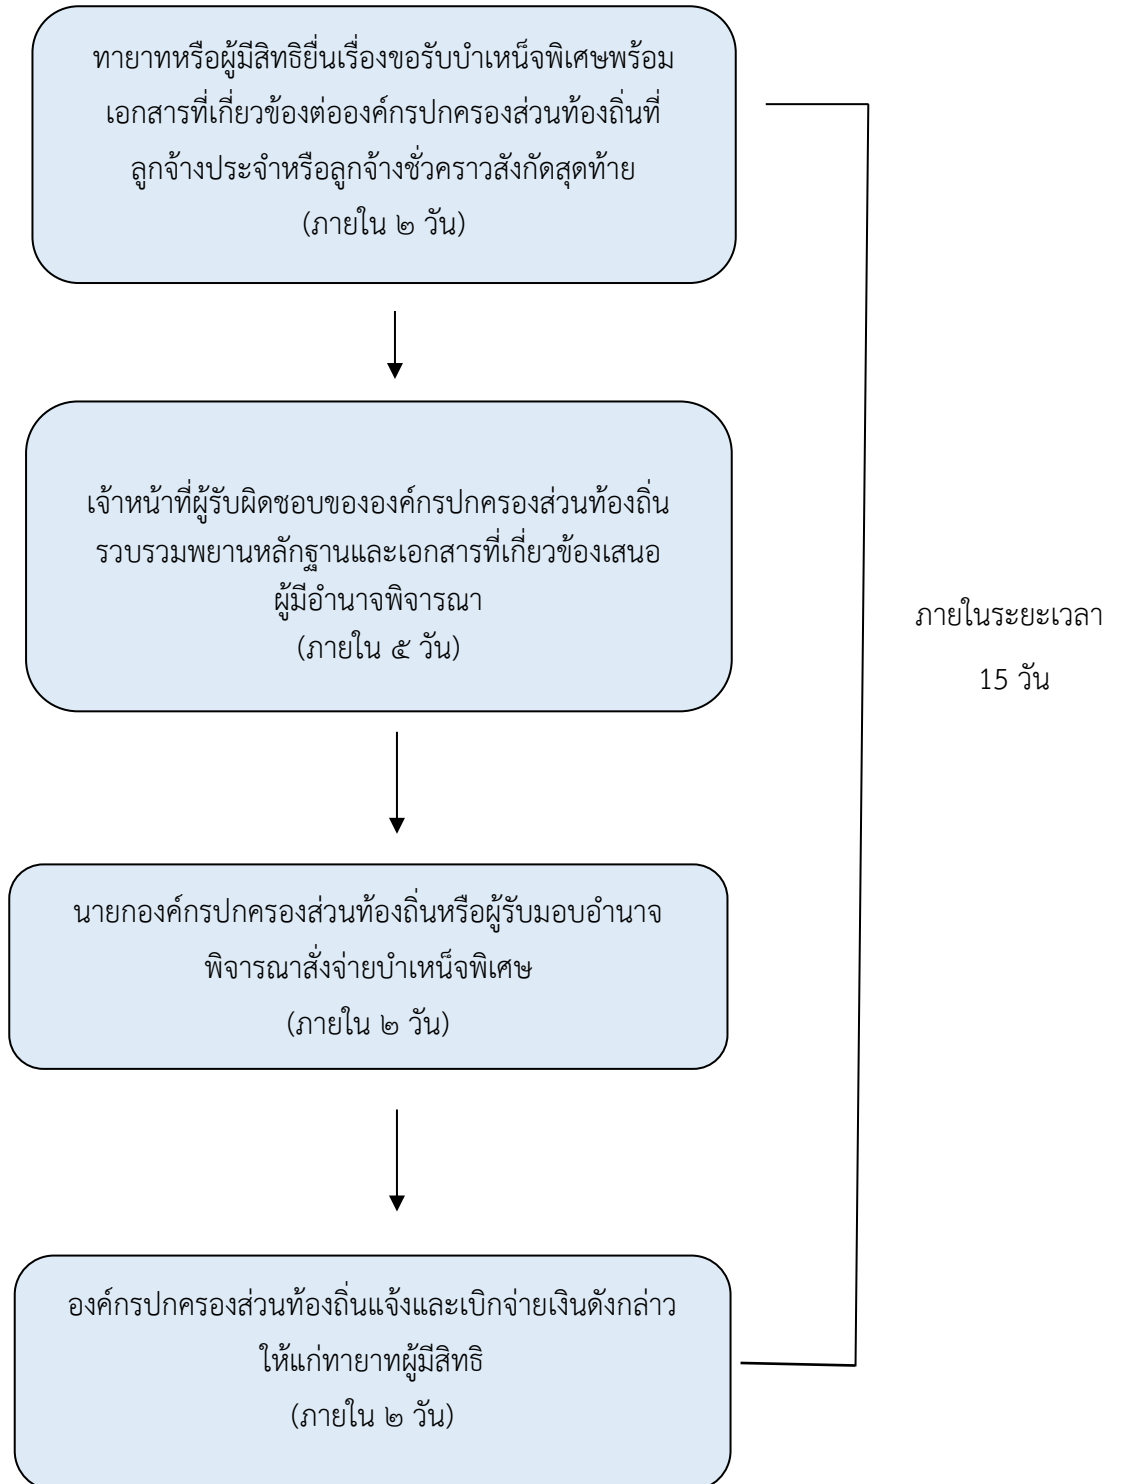 ทายาทหรือผู้มีสิทธิยื่นเรื่องขอรับบำเหน็จพิเศษพร้อม
เอกสารที่เกี่ยวข้องต่อองค์กรปกครองส่วนท้องถิ่นที่
ลูกจ้างประจำหรือลูกจ้างชั่วคราวสังกัดสุดท้าย
(ภายใน ๒ วัน)
เจ้าหน้าที่ผู้รับผิดชอบขององค์กรปกครองส่วนท้องถิ่น
รวบรวมพยานหลักฐานและเอกสารที่เกี่ยวข้องเสนอ
ผู้มีอำนาจพิจารณา
(ภายใน ๕ วัน)
ภายในระยะเวลา
15 วัน
นายกองค์กรปกครองส่วนท้องถิ่นหรือผู้รับมอบอำนาจ
พิจารณาสั่งจ่ายบำเหน็จพิเศษ
(ภายใน ๒ วัน)
องค์กรปกครองส่วนท้องถิ่นแจ้งและเบิกจ่ายเงินดังกล่าว
ให้แก่ทายาทผู้มีสิทธิ
(ภายใน ๒ วัน)